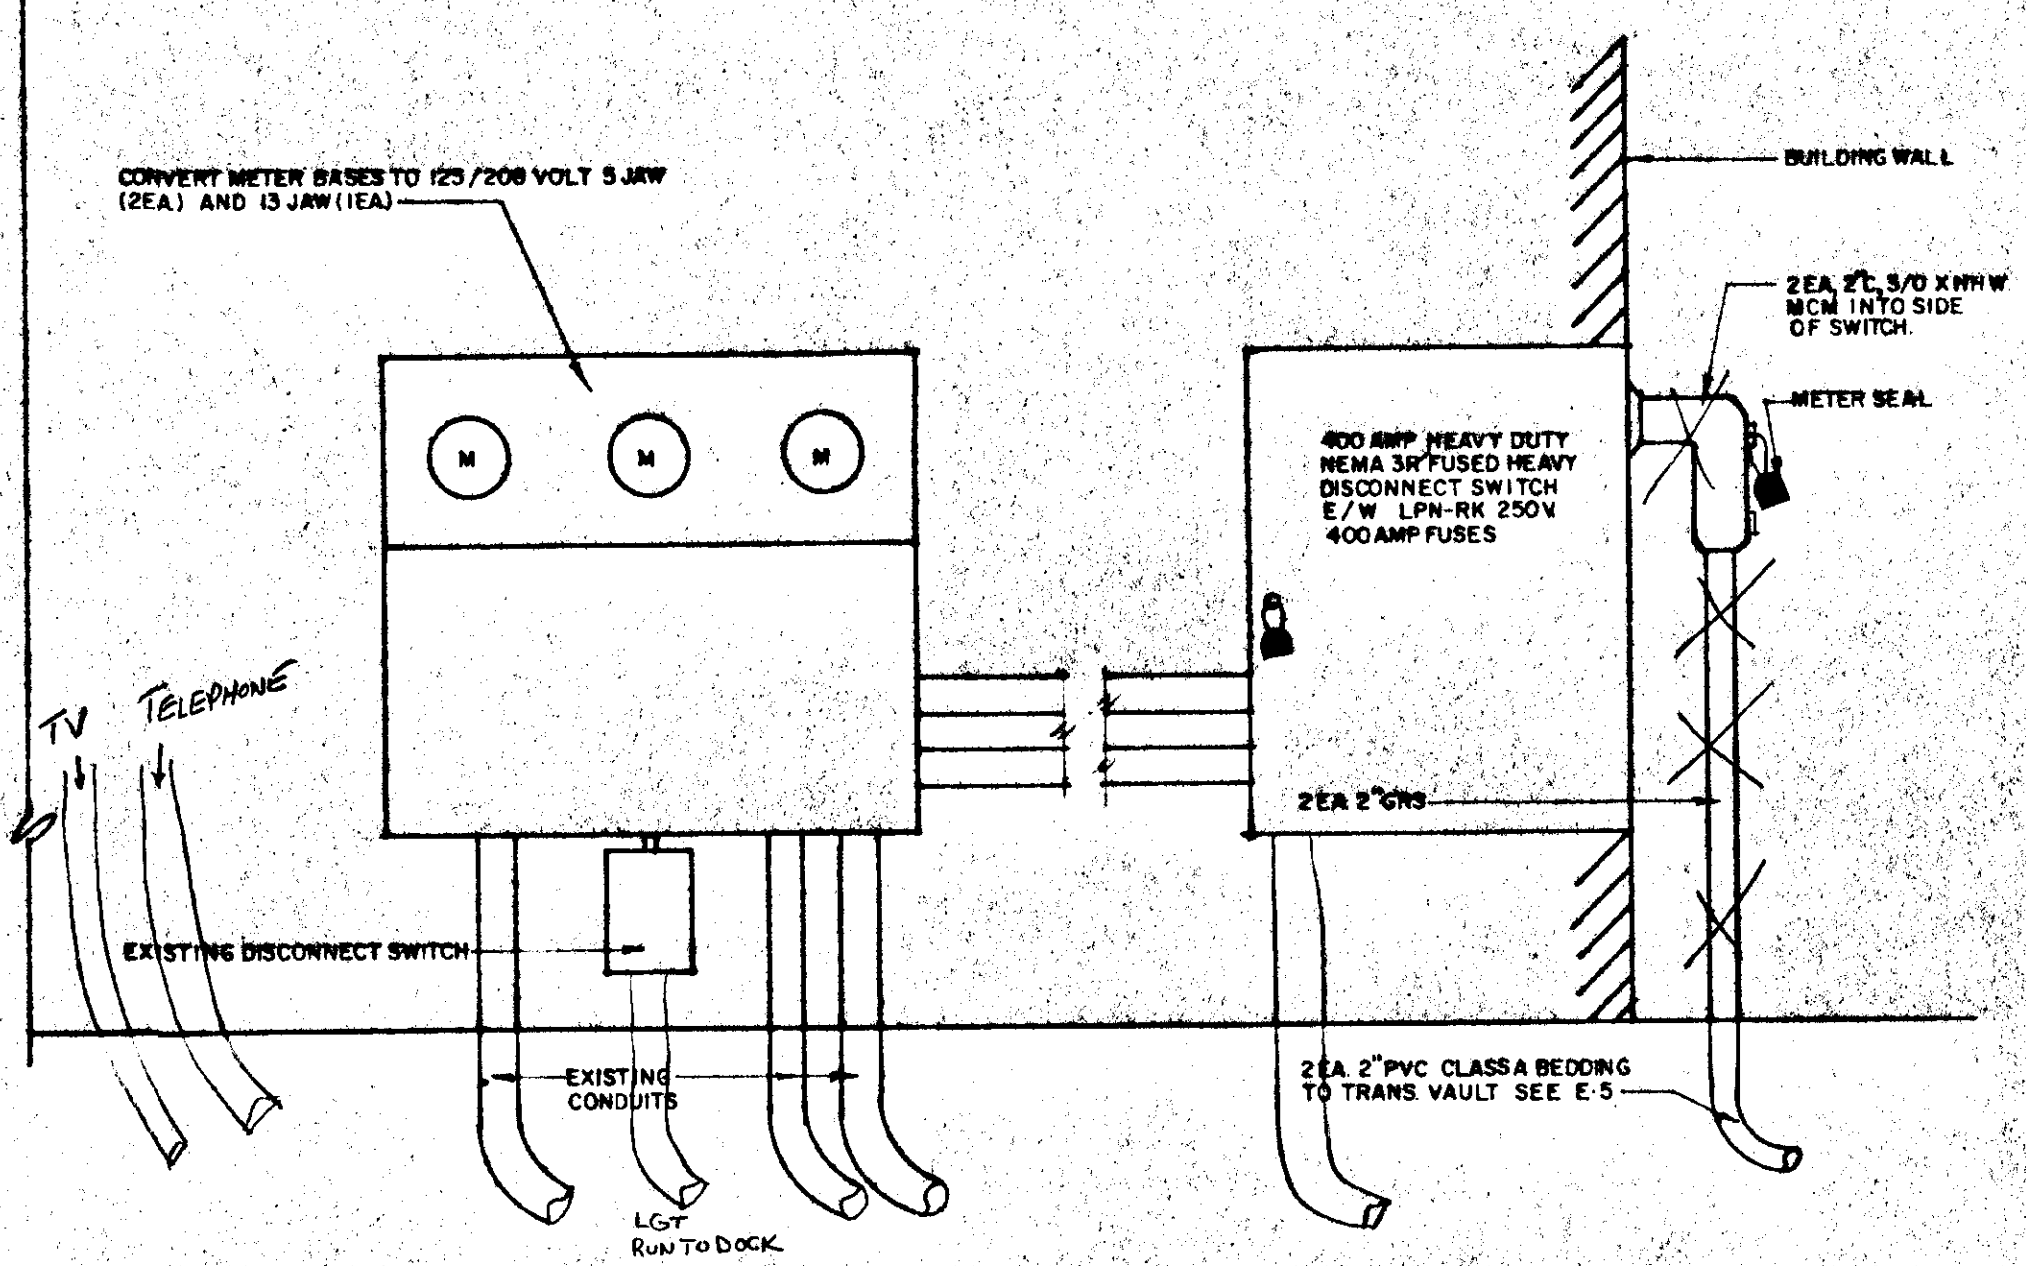 CONVERT METER BASES TO 125/208 VOLT 5 JAW
(2EA.) AND 13 JAW (1EA)
BUILDING WALL
2 EA, 2"C, 3/0 XHHW
MCM INTO SIDE
OF SWITCH.
METER SEAL
M
M
M
400 AMP HEAVY DUTY
NEMA 3R FUSED HEAVY
DISCONNECT SWITCH
E/W LPN-RK 250V.
400 AMP FUSES
TV
TELEPHONE
2 EA. 2" GRS
EXISTING DISCONNECT SWITCH
EXISTING
CONDUITS
2 EA. 2" PVC CLASS A BEDDING
TO TRANS. VAULT SEE E-5
LGT
RUN TO DOCK